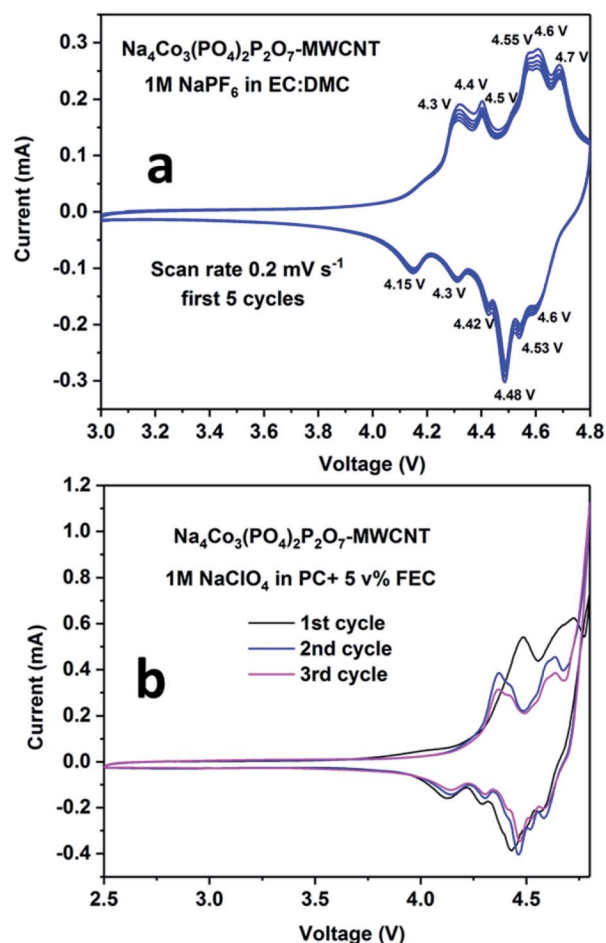 Na₄Co₃(PO₄)₂P₂O₇-MWCNT
1M NaPF₆ in EC:DMC
4.55 V
4.6 V
4.7 V
4.3 V
4.4 V
4.5 V
a
Scan rate 0.2 mV s⁻¹
first 5 cycles
4.15 V
4.3 V
4.42 V
4.48 V
4.53 V
4.6 V
0.3
0.2
0.1
0.0
-0.1
-0.2
-0.3
Current (mA)
3.0 3.2 3.4 3.6 3.8 4.0 4.2 4.4 4.6 4.8
Voltage (V)
Na₄Co₃(PO₄)₂P₂O₇-MWCNT
1M NaClO₄ in PC+ 5 v% FEC
1st cycle
2nd cycle
3rd cycle
b
1.2
1.0
0.8
0.6
0.4
0.2
0.0
-0.2
-0.4
Current (mA)
2.5 3.0 3.5 4.0 4.5
Voltage (V)